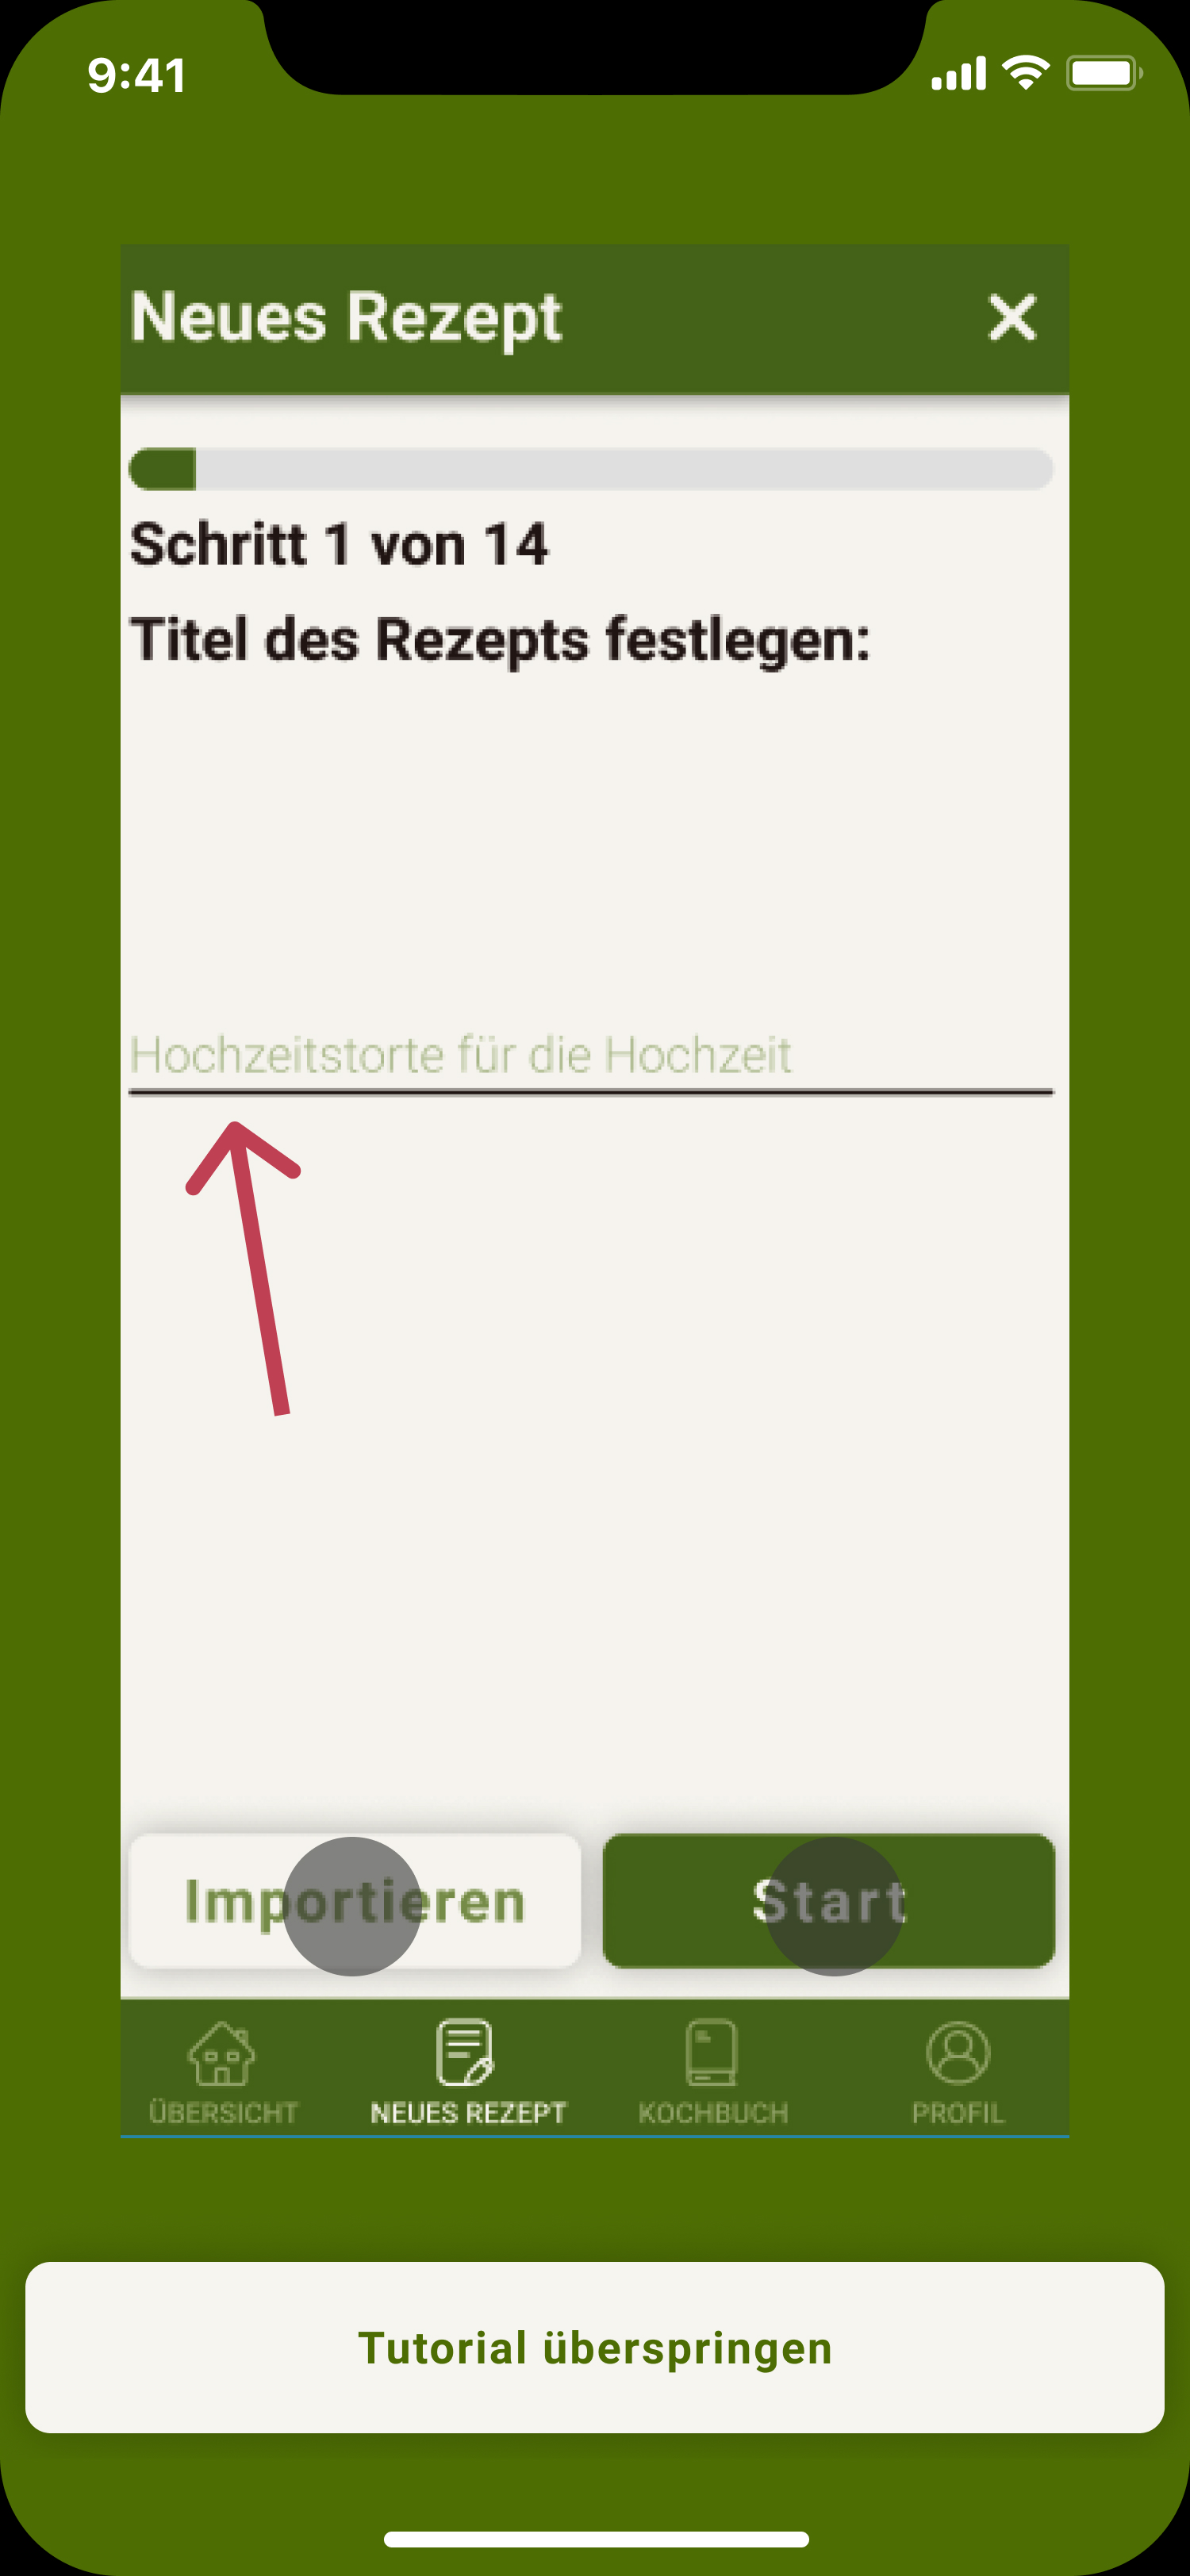 9:41
Neues Rezept
Schritt 1 von 14
Titel des Rezepts festlegen:
Hochzeitstorte für die Hochzeit
Importieren
Start
ÜBERSICHT
NEUES REZEPT
KOCHBUCH
PROFIL
Tutorial überspringen